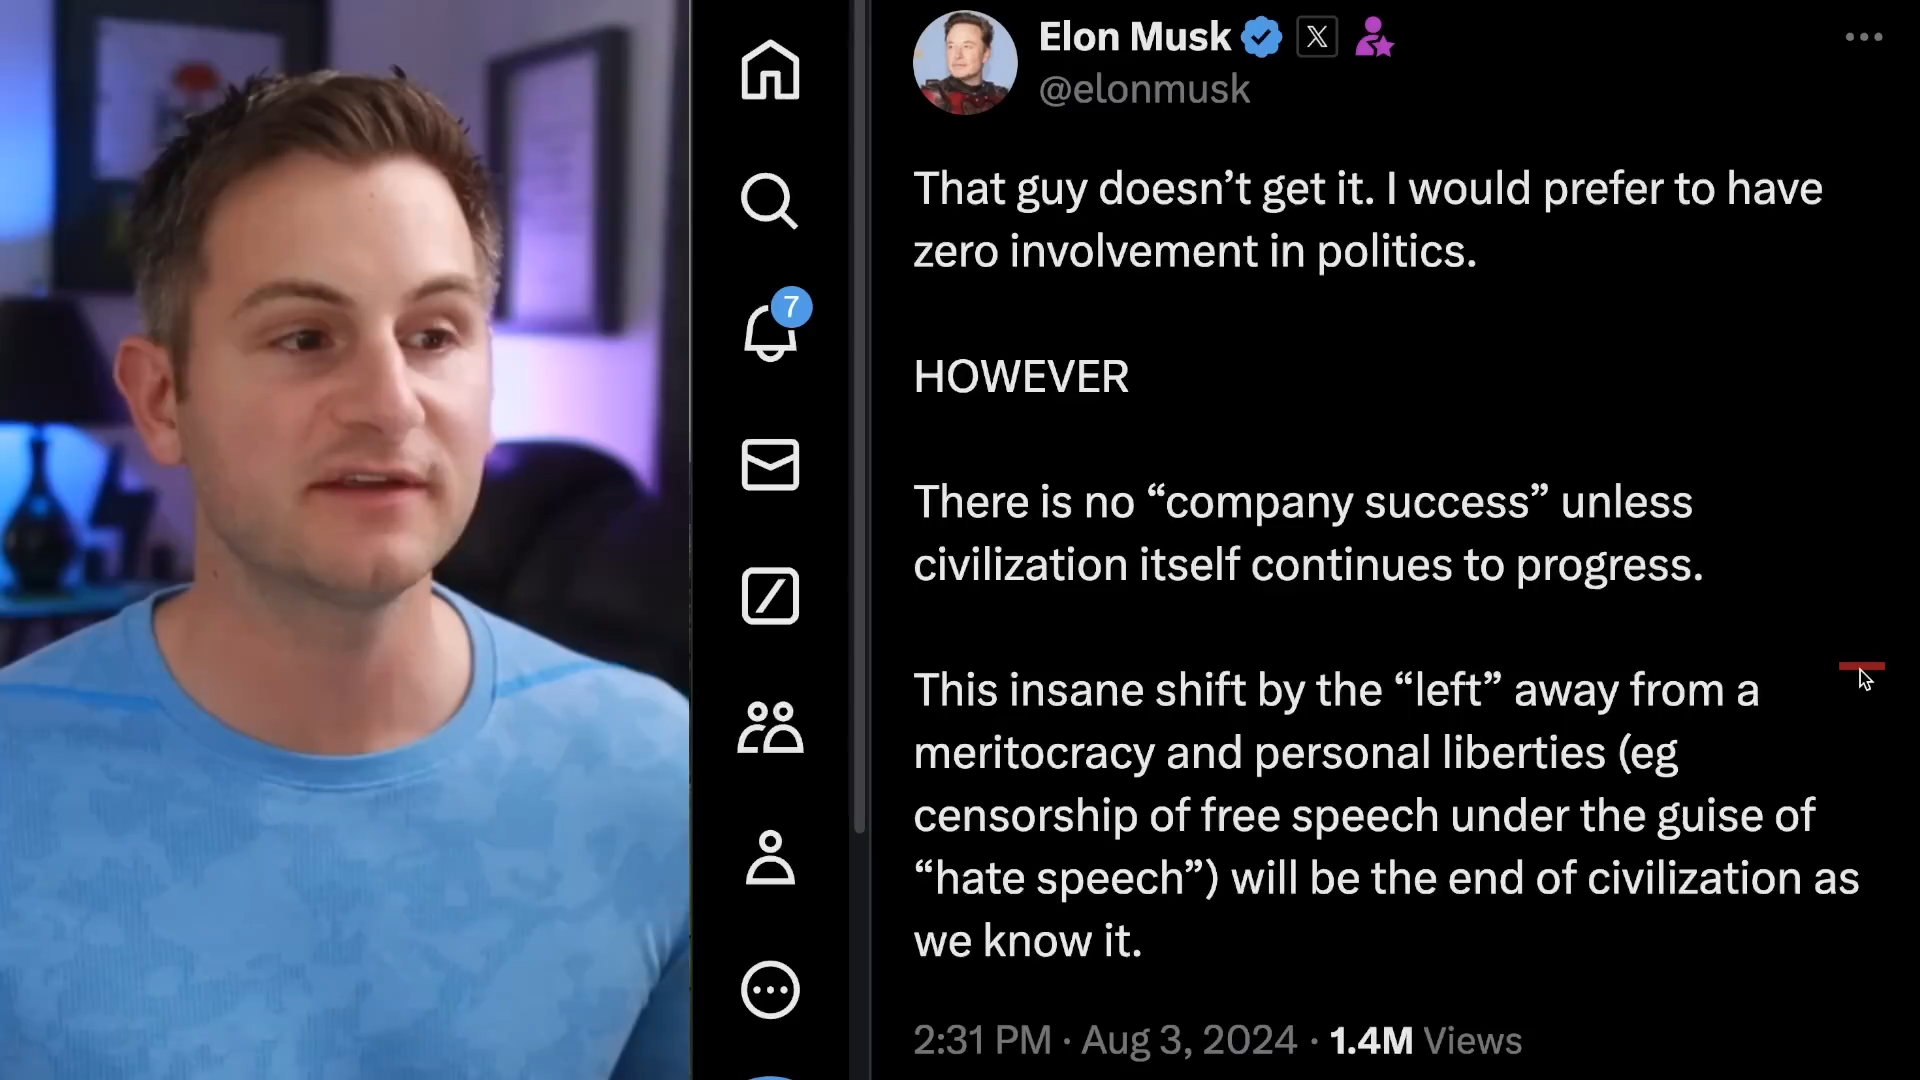 Elon Musk
@elonmusk
That guy doesn’t get it. I would prefer to have
zero involvement in politics.
HOWEVER
There is no “company success” unless
civilization itself continues to progress.
This insane shift by the “left” away from a
meritocracy and personal liberties (eg
censorship of free speech under the guise of
“hate speech”) will be the end of civilization as
we know it.
2:31 PM · Aug 3, 2024 · 1.4M Views
7